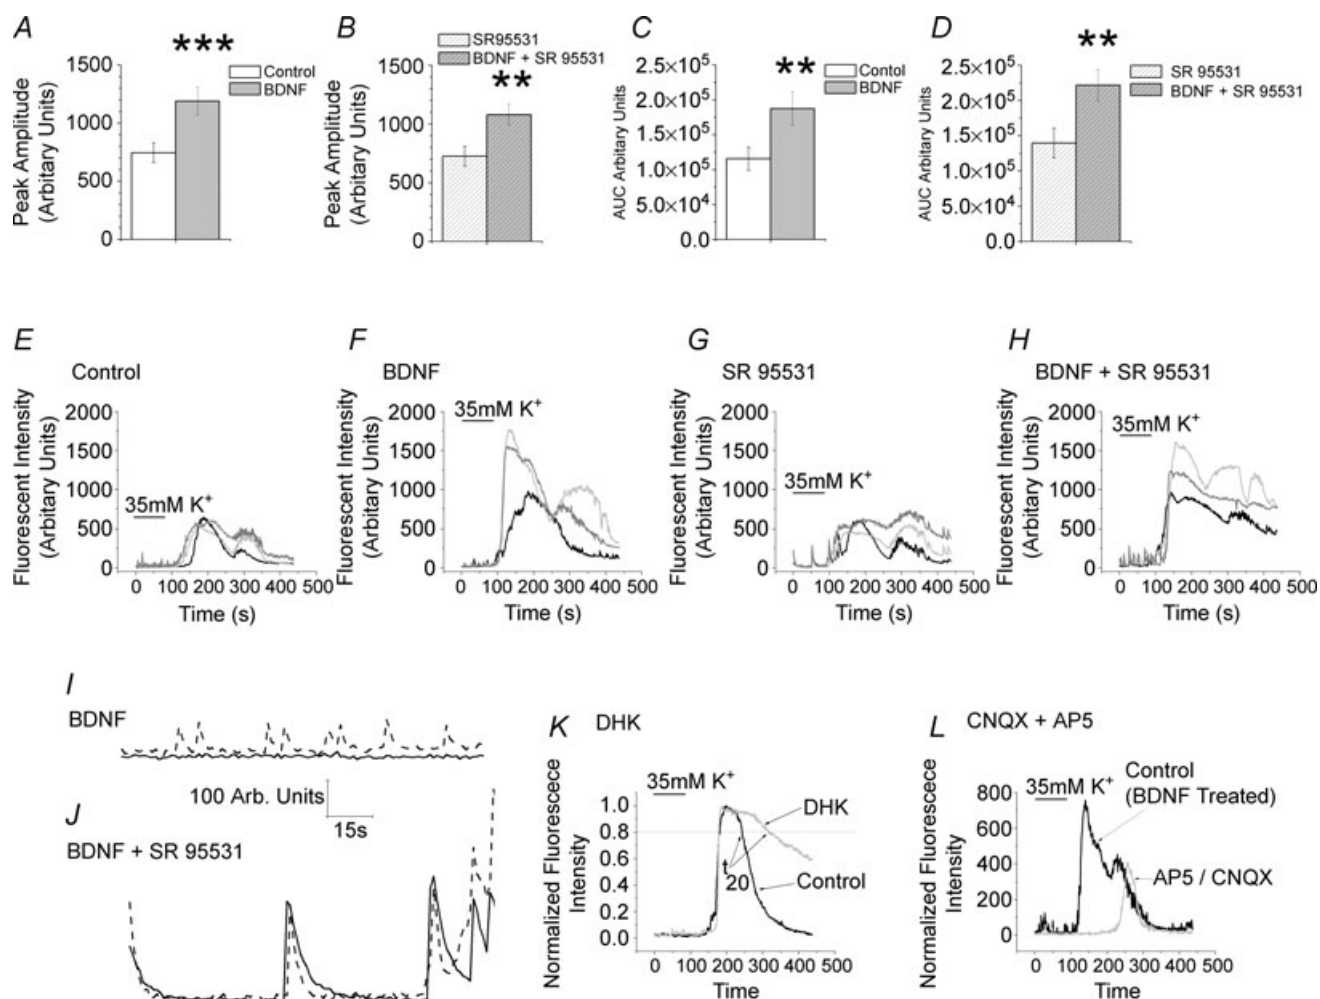 A
***
1500
1000
500
0
Peak Amplitude
(Arbitary Units)
Control
BDNF
B
SR95531
BDNF + SR 95531
**
1500
1000
500
0
Peak Amplitude
(Arbitary Units)
C
**
2.5×10⁵
2.0×10⁵
1.5×10⁵
1.0×10⁵
5.0×10⁴
0.0
AUC Arbitary Units
Contol
BDNF
D
**
2.5×10⁵
2.0×10⁵
1.5×10⁵
1.0×10⁵
5.0×10⁴
0.0
AUC Arbitary Units
SR 95531
BDNF + SR 95531
E
Control
Fluorescent Intensity
(Arbitary Units)
2000
1500
1000
500
0
35mM K⁺
0 100 200 300 400 500
Time (s)
F
BDNF
Fluorescent Intensity
(Arbitary Units)
2000
1500
1000
500
0
35mM K⁺
0 100 200 300 400 500
Time (s)
G
SR 95531
Fluorescent Intensity
(Arbitary Units)
2000
1500
1000
500
0
35mM K⁺
0 100 200 300 400 500
Time (s)
H
BDNF + SR 95531
Fluorescent Intensity
(Arbitary Units)
2000
1500
1000
500
0
35mM K⁺
0 100 200 300 400 500
Time (s)
I
BDNF
100 Arb. Units
15s
J
BDNF + SR 95531
K
DHK
Normalized Fluorescece
Intensity
35mM K⁺
1.0
0.8
0.6
0.4
0.2
0.0
DHK
t20
Control
0 100 200 300 400 500
Time
L
CNQX + AP5
Normalized Fluorescece
Intensity
35mM K⁺
800
600
400
200
0
Control
(BDNF Treated)
AP5 / CNQX
0 100 200 300 400 500
Time